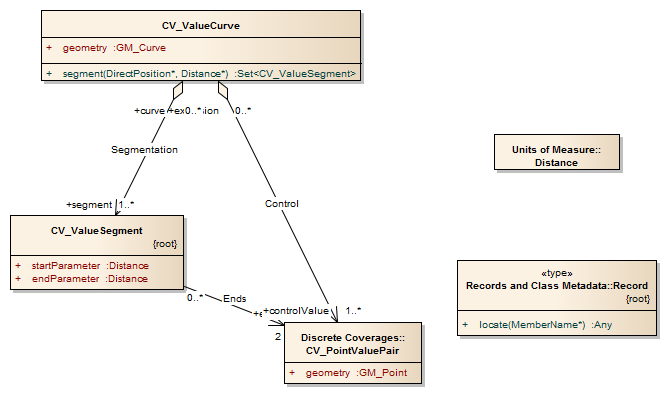 CV_ValueCurve
+ geometry :GM_Curve
+ segment(DirectPosition*, Distance*) :Set<CV_ValueSegment>
+curve +ex0..* sion 0..*
Segmentation
Units of Measure::
Distance
Control
+segment 1..*
CV_ValueSegment
{root}
+ startParameter :Distance
+ endParameter :Distance
«type»
Records and Class Metadata::Record
{root}
+ locate(MemberName*) :Any
0..* Ends
+controlValue 1..*
2
Discrete Coverages::
CV_PointValuePair
+ geometry :GM_Point